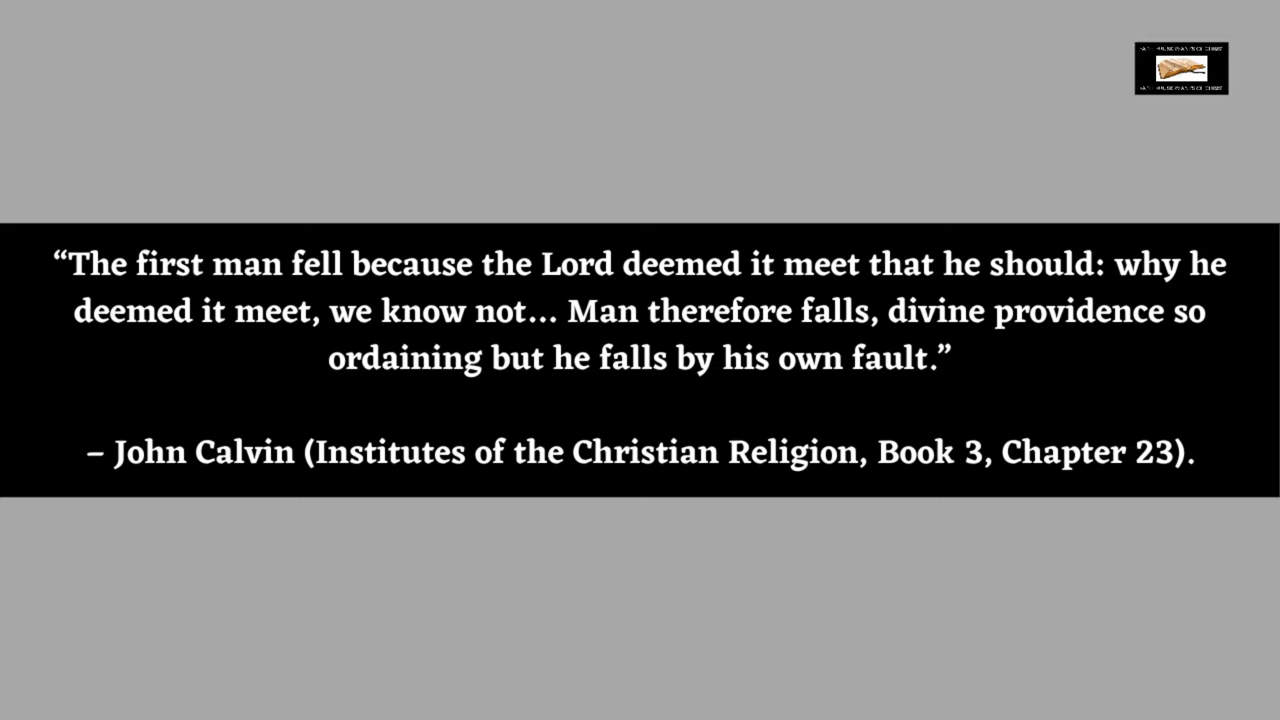 “The first man fell because the Lord deemed it meet that he should: why he
deemed it meet, we know not... Man therefore falls, divine providence so
ordaining but he falls by his own fault.”
– John Calvin (Institutes of the Christian Religion, Book 3, Chapter 23).